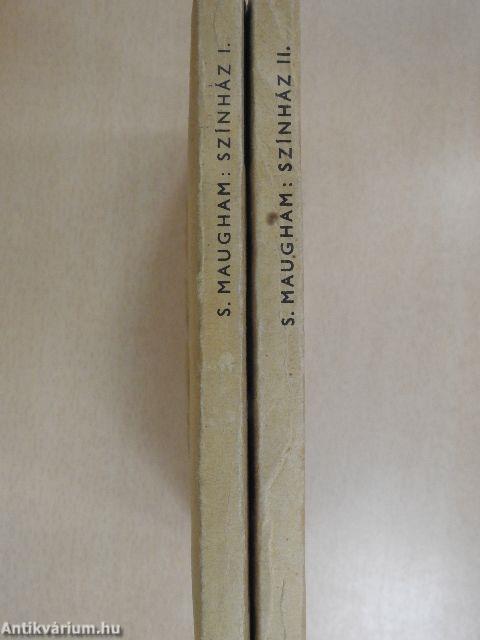 S. MAUGHAM: SZÍNHÁZ I.
S. MAUGHAM: SZÍNHÁZ II.
Antikvárium.hu